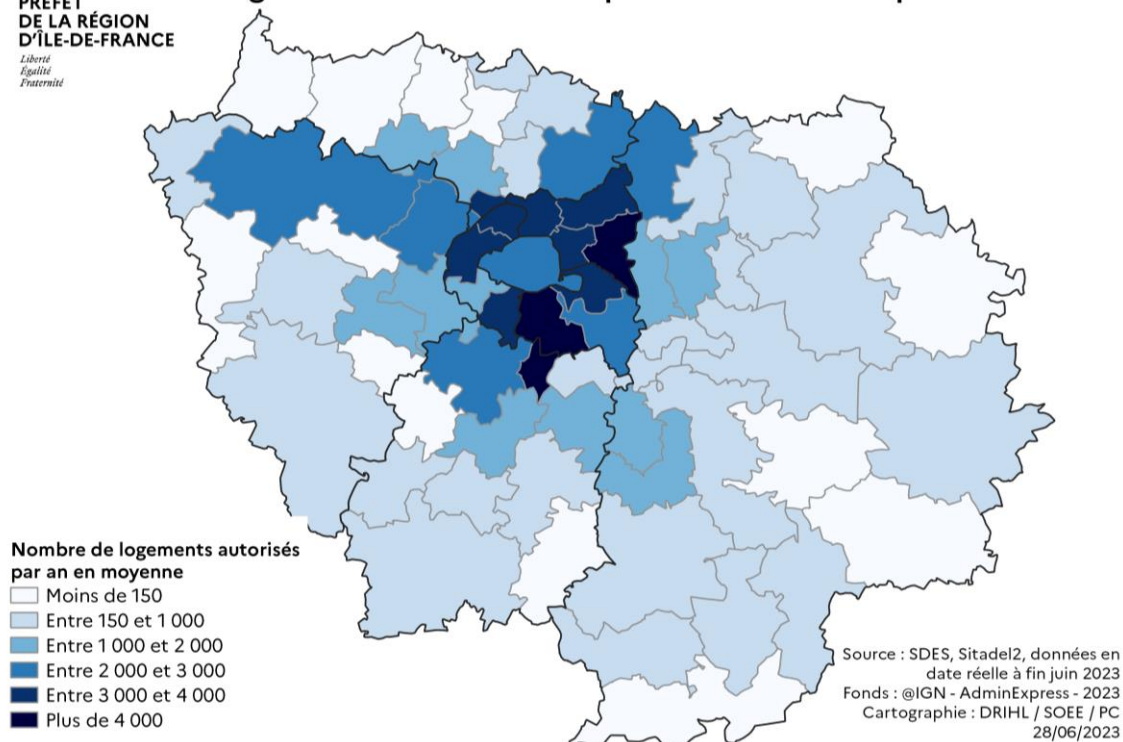 PRÉFET
DE LA RÉGION
D'ÎLE-DE-FRANCE
Liberté
Égalité
Fraternité
Nombre de logements autorisés
par an en moyenne
Moins de 150
Entre 150 et 1 000
Entre 1 000 et 2 000
Entre 2 000 et 3 000
Entre 3 000 et 4 000
Plus de 4 000
Source : SDES, Sitadel2, données en
date réelle à fin juin 2023
Fonds : @IGN - AdminExpress - 2023
Cartographie : DRIHL / SOEE / PC
28/06/2023